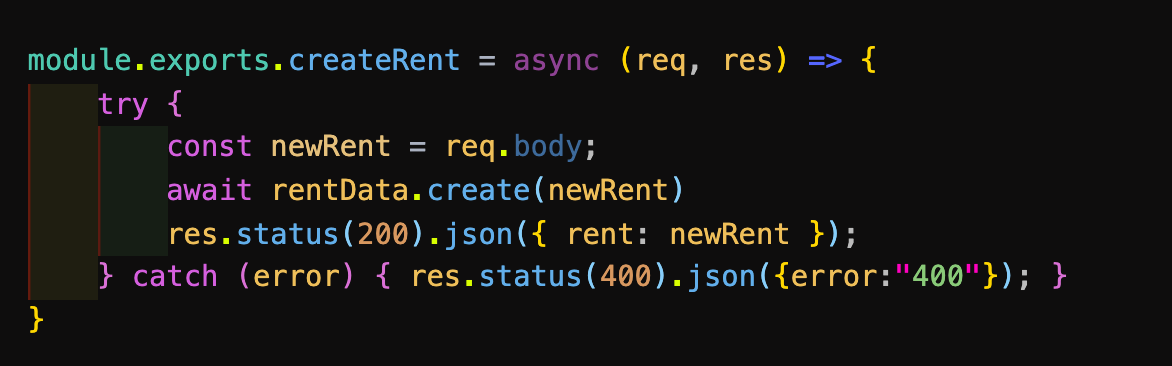 module.exports.createRent = async (req, res) => {
    try {
        const newRent = req.body;
        await rentData.create(newRent)
        res.status(200).json({ rent: newRent });
    } catch (error) { res.status(400).json({error:"400"}); }
}